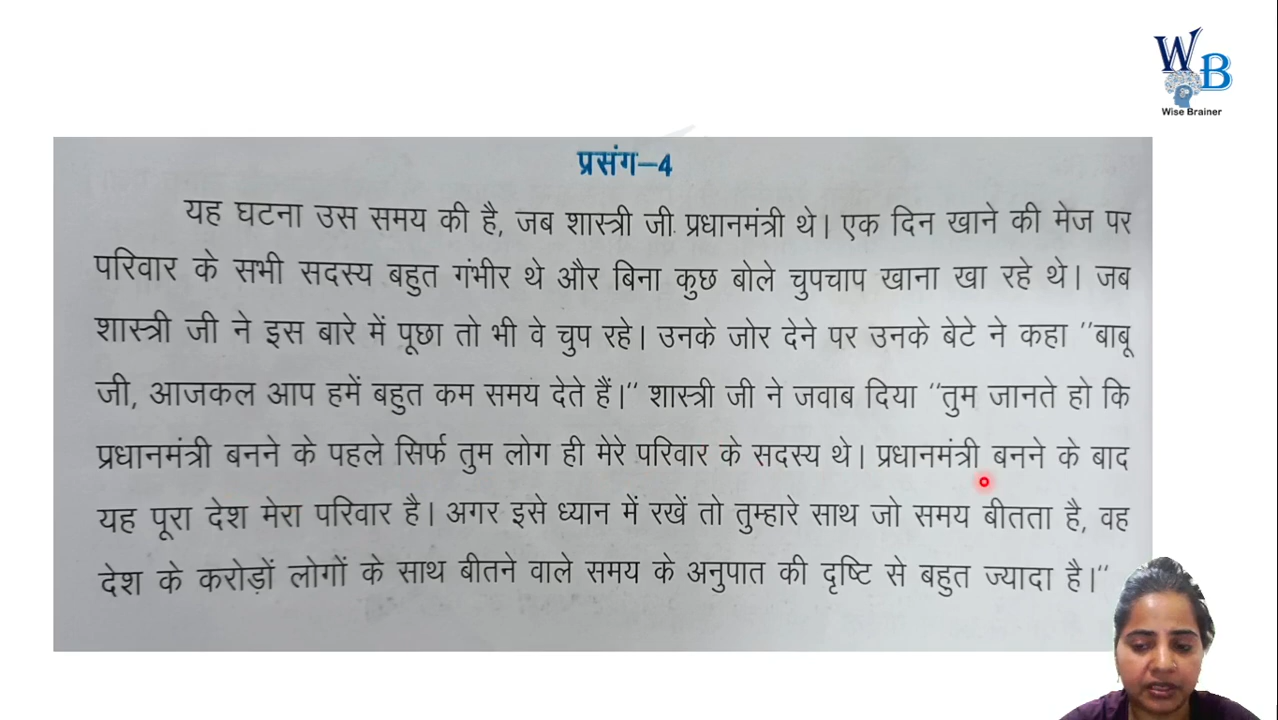 W B
Wise Brainer
प्रसंग–4
यह घटना उस समय की है, जब शास्त्री जी प्रधानमंत्री थे। एक दिन खाने की मेज पर
परिवार के सभी सदस्य बहुत गंभीर थे और बिना कुछ बोले चुपचाप खाना खा रहे थे। जब
शास्त्री जी ने इस बारे में पूछा तो भी वे चुप रहे। उनके जोर देने पर उनके बेटे ने कहा ''बाबू
जी, आजकल आप हमें बहुत कम समय देते हैं।'' शास्त्री जी ने जवाब दिया ''तुम जानते हो कि
प्रधानमंत्री बनने के पहले सिर्फ तुम लोग ही मेरे परिवार के सदस्य थे। प्रधानमंत्री बनने के बाद
यह पूरा देश मेरा परिवार है। अगर इसे ध्यान में रखें तो तुम्हारे साथ जो समय बीतता है, वह
देश के करोड़ों लोगों के साथ बीतने वाले समय के अनुपात की दृष्टि से बहुत ज्यादा है।''